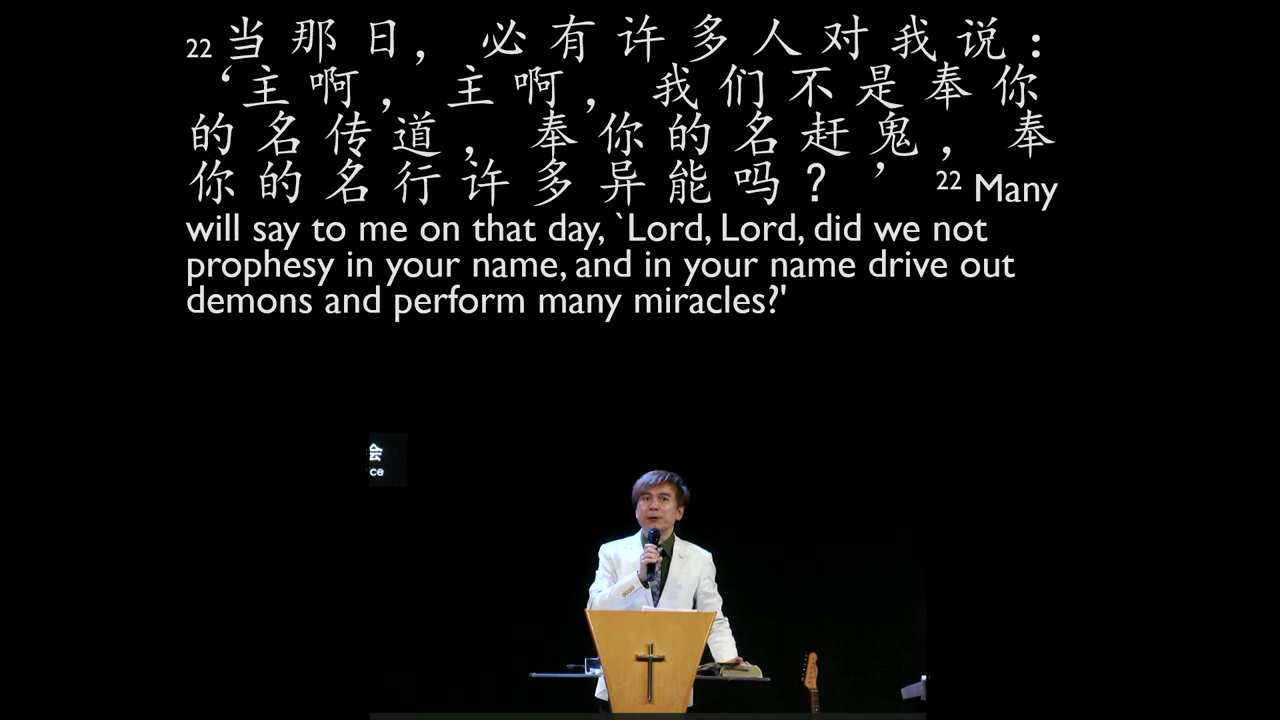 22 当那日，必有许多人对我说：
‘主啊，主啊，我们不是奉你
的名传道，奉你的名赶鬼，奉
你的名行许多异能吗？’ 22 Many
will say to me on that day, `Lord, Lord, did we not
prophesy in your name, and in your name drive out
demons and perform many miracles?'
会
ce